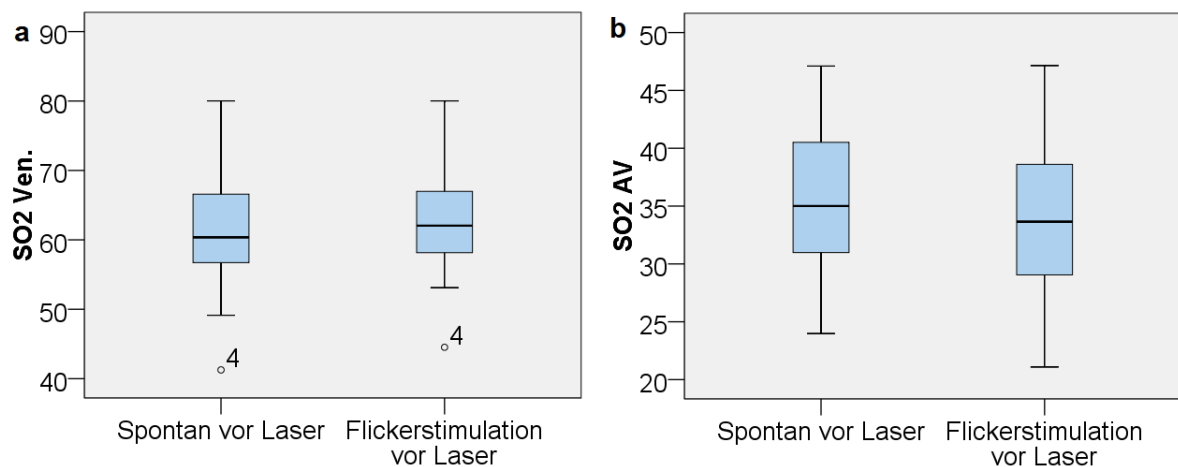 a
SO2 Ven.
90
80
70
60
50
40
4
4
Spontan vor Laser
Flickerstimulation
vor Laser
b
SO2 AV
50
45
40
35
30
25
20
Spontan vor Laser
Flickerstimulation
vor Laser